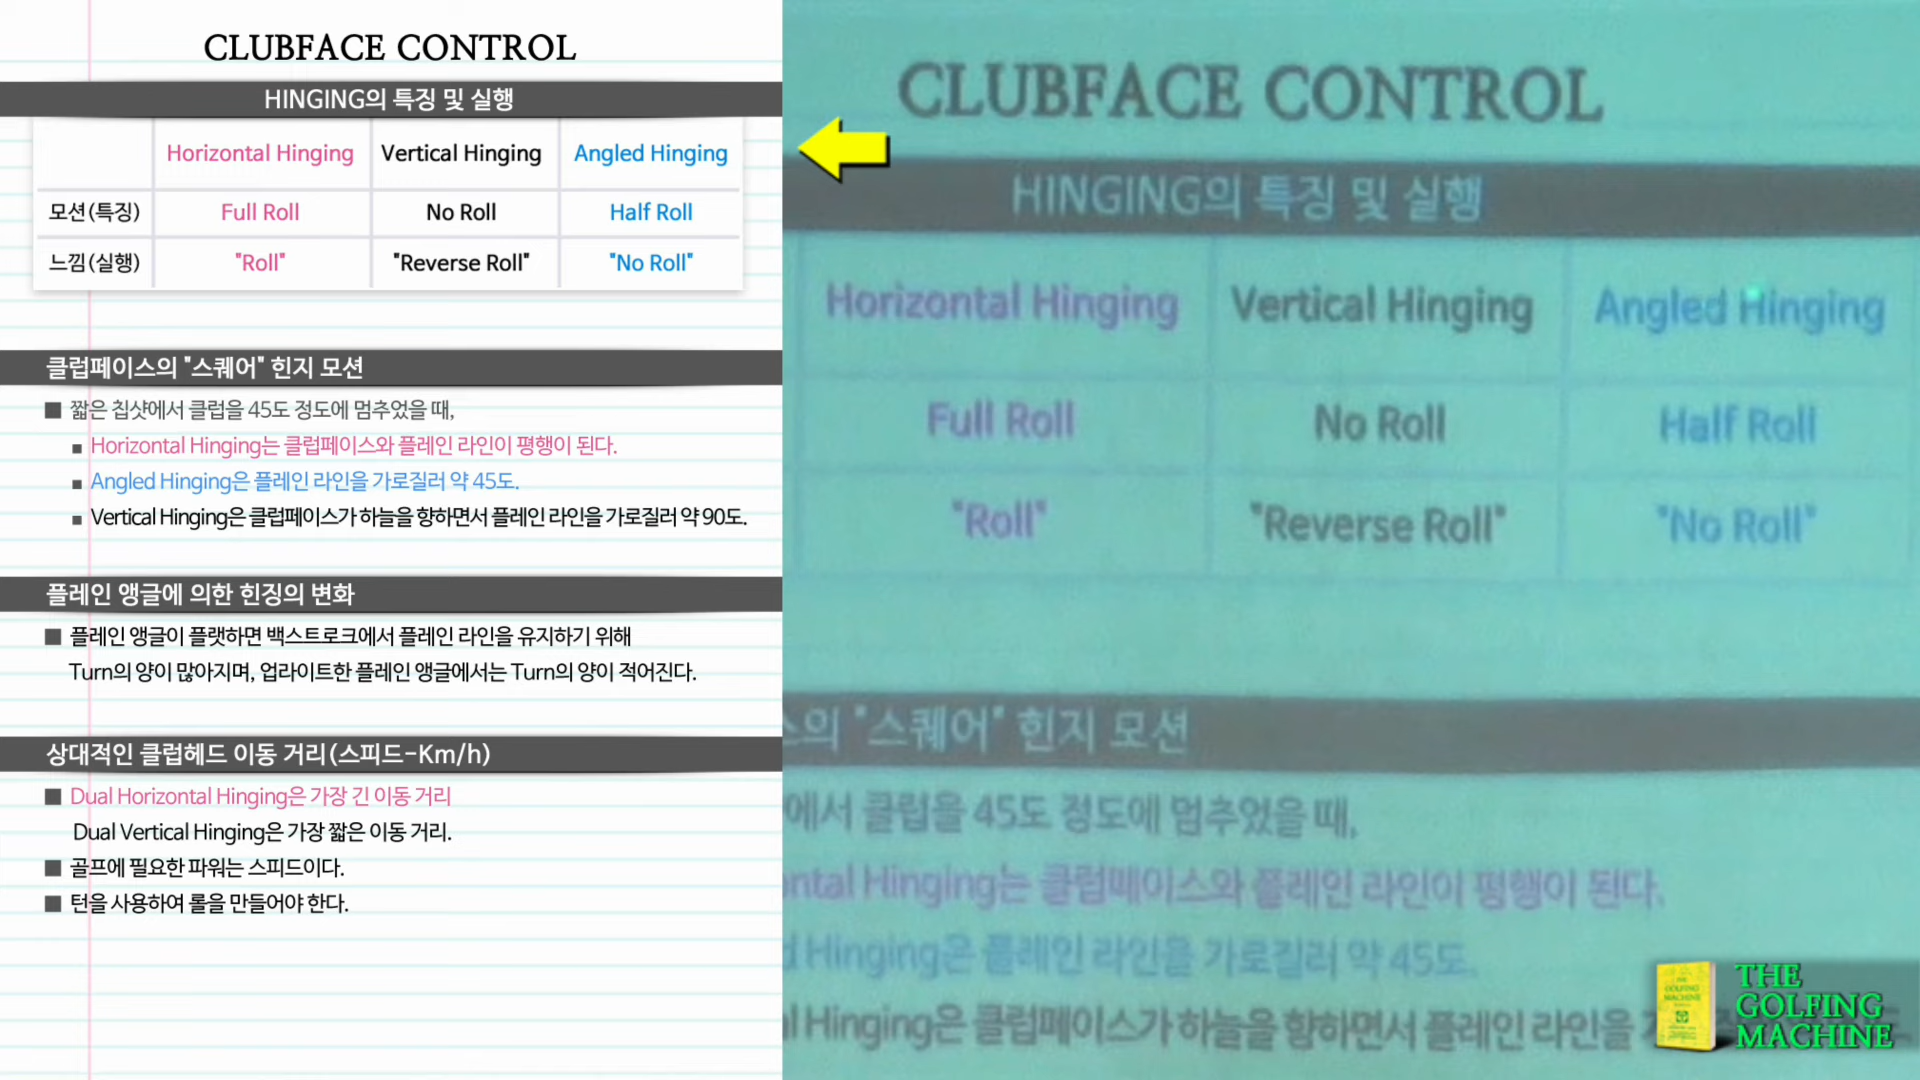 CLUBFACE CONTROL
HINGING의 특징 및 실행
Horizontal Hinging Vertical Hinging Angled Hinging
모션(특징) Full Roll No Roll Half Roll
느낌(실행) "Roll" "Reverse Roll" "No Roll"
클럽페이스의 "스퀘어" 힌지 모션
■ 짧은 칩샷에서 클럽을 45도 정도에 멈추었을 때,
■ Horizontal Hinging는 클럽페이스와 플레인 라인이 평행이 된다.
■ Angled Hinging은 플레인 라인을 가로질러 약 45도.
■ Vertical Hinging은 클럽페이스가 하늘을 향하면서 플레인 라인을 가로질러 약 90도.
플레인 앵글에 의한 힌징의 변화
■ 플레인 앵글이 플랫하면 백스트로크에서 플레인 라인을 유지하기 위해
Turn의 양이 많아지며, 업라이트한 플레인 앵글에서는 Turn의 양이 적어진다.
상대적인 클럽헤드 이동 거리(스피드-Km/h)
■ Dual Horizontal Hinging은 가장 긴 이동 거리
Dual Vertical Hinging은 가장 짧은 이동 거리.
■ 골프에 필요한 파워는 스피드이다.
■ 턴을 사용하여 롤을 만들어야 한다.
CLUBFACE CONTROL
HINGING의 특징 및 실행
Horizontal Hinging Vertical Hinging Angled Hinging
Full Roll No Roll Half Roll
"Roll" "Reverse Roll" "No Roll"
스의 "스퀘어" 힌지 모션
에서 클럽을 45도 정도에 멈추었을 때,
ntal Hinging는 클럽페이스와 플레인 라인이 평행이 된다.
d Hinging은 플레인 라인을 가로질러 약 45도.
l Hinging은 클럽페이스가 하늘을 향하면서 플레인 라인을
THE
GOLFING
MACHINE